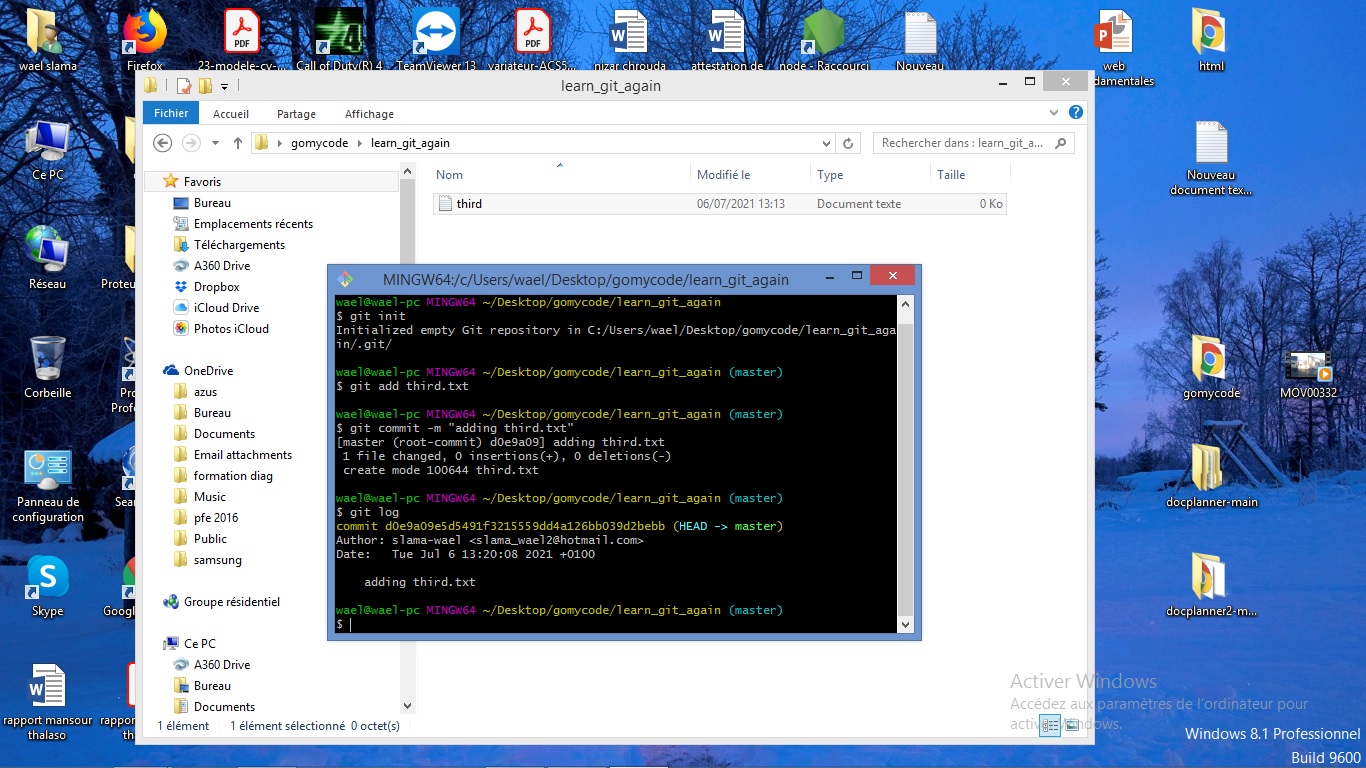 wael slama
Firefox
23-modele-cv-...
Call of Duty(R) 4
TeamViewer 13
variateur-ACS5...
nizar chrouda
attestation de
node - Raccourci
Nouveau
web
fondamentales
html
PDF
PDF
learn_git_again
Fichier
Accueil
Partage
Affichage
gomycode
learn_git_again
Rechercher dans : learn_git_a...
Nom
Modifié le
Type
Taille
third
06/07/2021 13:13
Document texte
0 Ko
Favoris
Bureau
Emplacements récents
Téléchargements
A360 Drive
Dropbox
iCloud Drive
Photos iCloud
OneDrive
azus
Bureau
Documents
Email attachments
formation diag
Music
pfe 2016
Public
samsung
Groupe résidentiel
Ce PC
A360 Drive
Bureau
Documents
1 élément
1 élément sélectionné 0 octet(s)
MINGW64:/c/Users/wael/Desktop/gomycode/learn_git_again
wael@wael-pc MINGW64 ~/Desktop/gomycode/learn_git_again
$ git init
Initialized empty Git repository in C:/Users/wael/Desktop/gomycode/learn_git_aga
in/.git/
wael@wael-pc MINGW64 ~/Desktop/gomycode/learn_git_again (master)
$ git add third.txt
wael@wael-pc MINGW64 ~/Desktop/gomycode/learn_git_again (master)
$ git commit -m "adding third.txt"
[master (root-commit) d0e9a09] adding third.txt
1 file changed, 0 insertions(+), 0 deletions(-)
create mode 100644 third.txt
wael@wael-pc MINGW64 ~/Desktop/gomycode/learn_git_again (master)
$ git log
commit d0e9a09e5d5491f3215559dd4a126bb039d2bebb (HEAD -> master)
Author: slama-wael <slama_wael2@hotmail.com>
Date:   Tue Jul 6 13:20:08 2021 +0100
adding third.txt
wael@wael-pc MINGW64 ~/Desktop/gomycode/learn_git_again (master)
$
Ce PC
Réseau
Proteu
Corbeille
Pro
Profe
Panneau de
configuration
Sear
Skype
Google
rapport mansour
thalaso
rappor
tha
Nouveau
document tex...
gomycode
MOV00332
docplanner-main
docplanner2-m...
Activer Windows
Accédez aux paramètres de l'ordinateur pour
activer Windows.
Windows 8.1 Professionnel
Build 9600